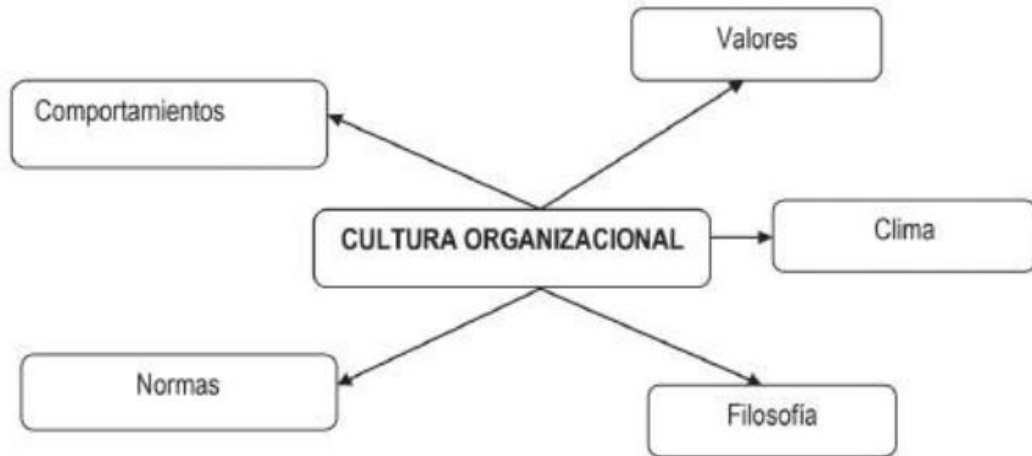 Valores
Comportamientos
CULTURA ORGANIZACIONAL
Clima
Normas
Filosofía